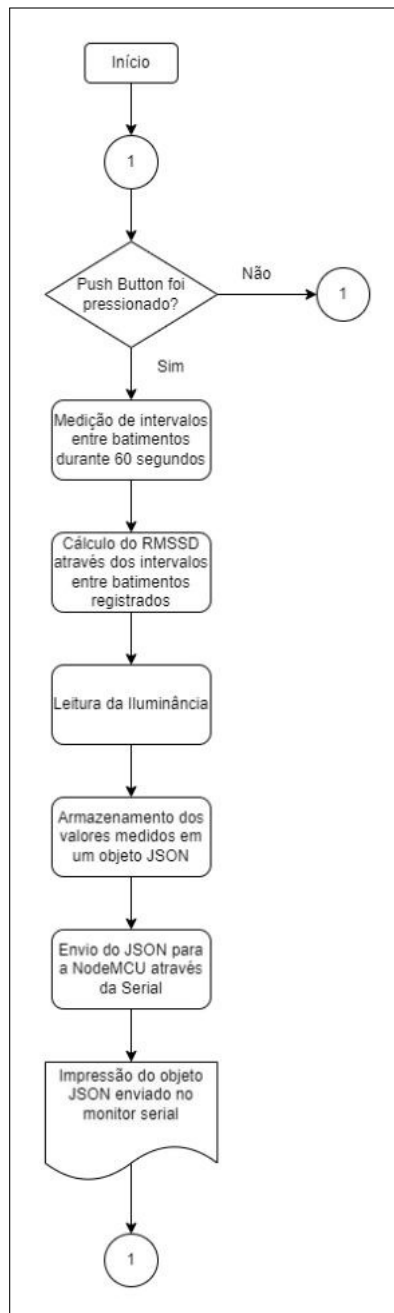 Início
1
Push Button foi
pressionado?
Não
1
Sim
Medição de intervalos
entre batimentos
durante 60 segundos
Cálculo do RMSSD
através dos intervalos
entre batimentos
registrados
Leitura da Iluminância
Armazenamento dos
valores medidos em
um objeto JSON
Envio do JSON para
a NodeMCU através
da Serial
Impressão do objeto
JSON enviado no
monitor serial
1